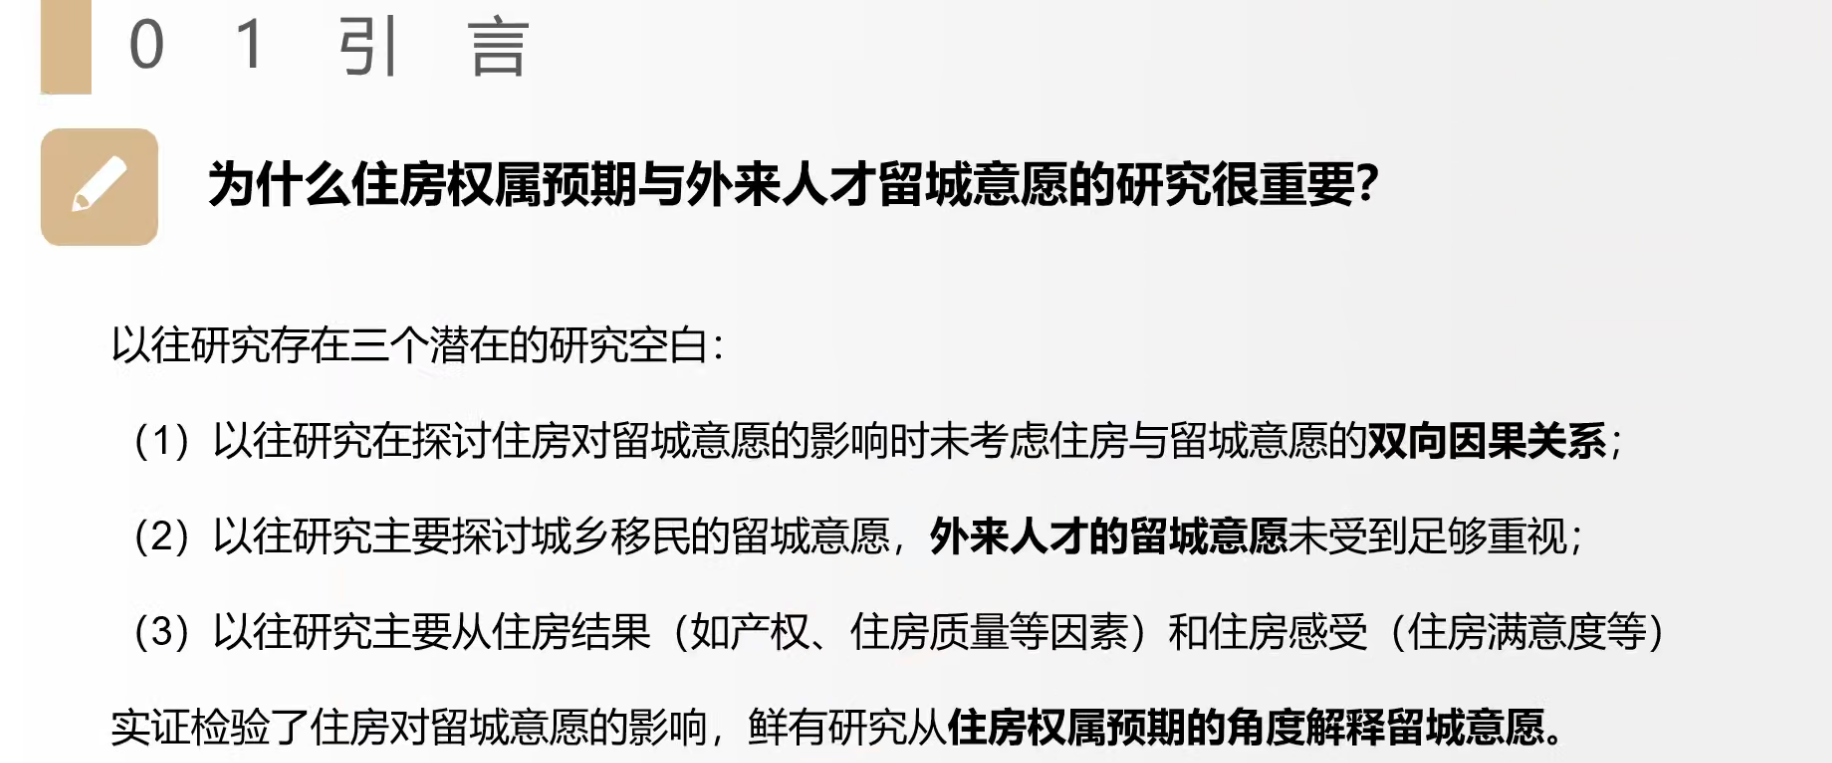 01引言
为什么住房权属预期与外来人才留城意愿的研究很重要?
以往研究存在三个潜在的研究空白：
（1）以往研究在探讨住房对留城意愿的影响时未考虑住房与留城意愿的双向因果关系；
（2）以往研究主要探讨城乡移民的留城意愿，外来人才的留城意愿未受到足够重视；
（3）以往研究主要从住房结果（如产权、住房质量等因素）和住房感受（住房满意度等）
实证检验了住房对留城意愿的影响，鲜有研究从住房权属预期的角度解释留城意愿。